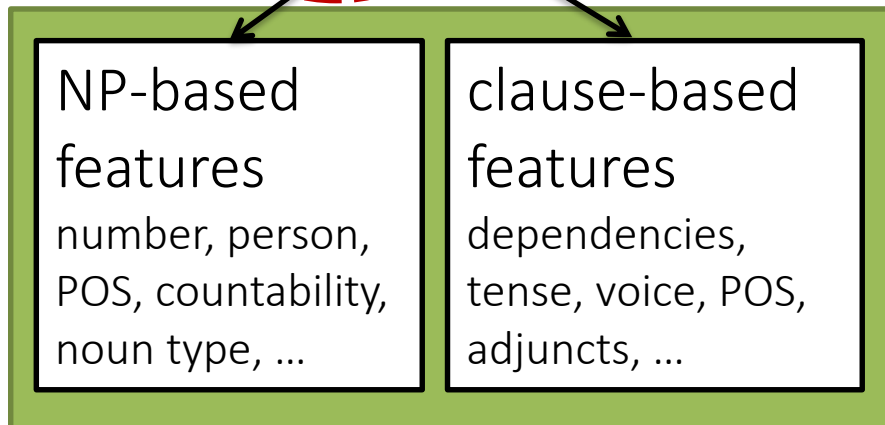 NP-based
features
number, person,
POS, countability,
noun type, …
clause-based
features
dependencies,
tense, voice, POS,
adjuncts, …